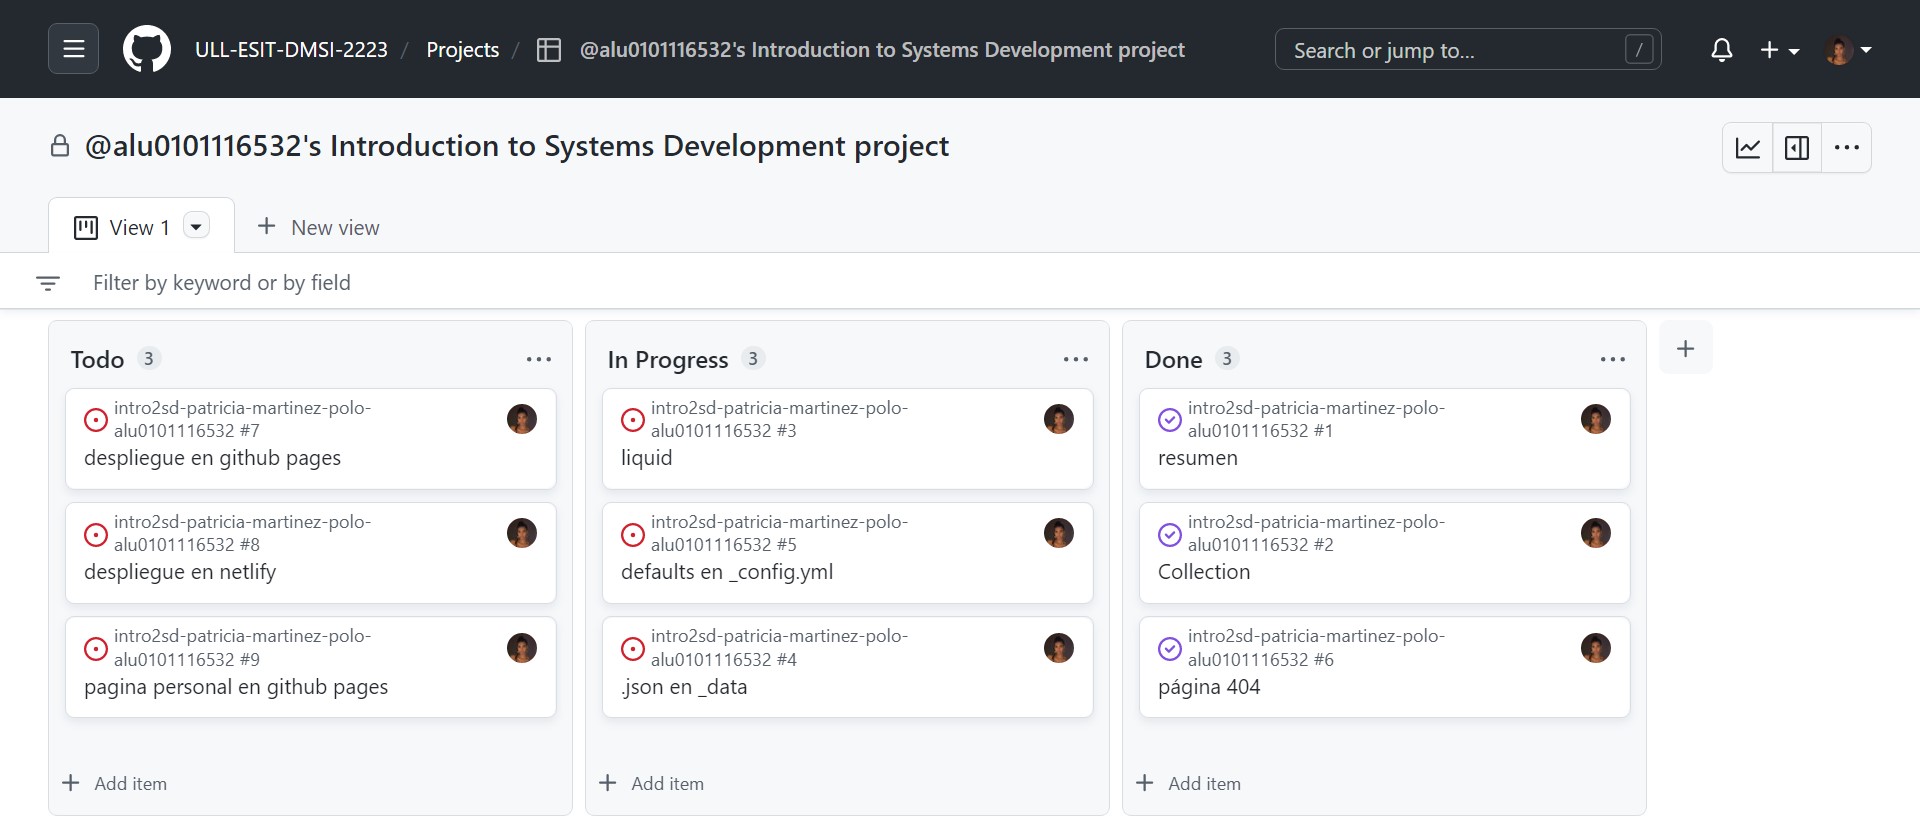 ULL-ESIT-DMSI-2223 / Projects / @alu0101116532's Introduction to Systems Development project
Search or jump to... /
@alu0101116532's Introduction to Systems Development project
View 1
New view
Filter by keyword or by field
Todo 3
intro2sd-patricia-martinez-polo-
alu0101116532 #7
despliegue en github pages
intro2sd-patricia-martinez-polo-
alu0101116532 #8
despliegue en netlify
intro2sd-patricia-martinez-polo-
alu0101116532 #9
pagina personal en github pages
Add item
In Progress 3
intro2sd-patricia-martinez-polo-
alu0101116532 #3
liquid
intro2sd-patricia-martinez-polo-
alu0101116532 #5
defaults en _config.yml
intro2sd-patricia-martinez-polo-
alu0101116532 #4
.json en _data
Add item
Done 3
intro2sd-patricia-martinez-polo-
alu0101116532 #1
resumen
intro2sd-patricia-martinez-polo-
alu0101116532 #2
Collection
intro2sd-patricia-martinez-polo-
alu0101116532 #6
página 404
Add item